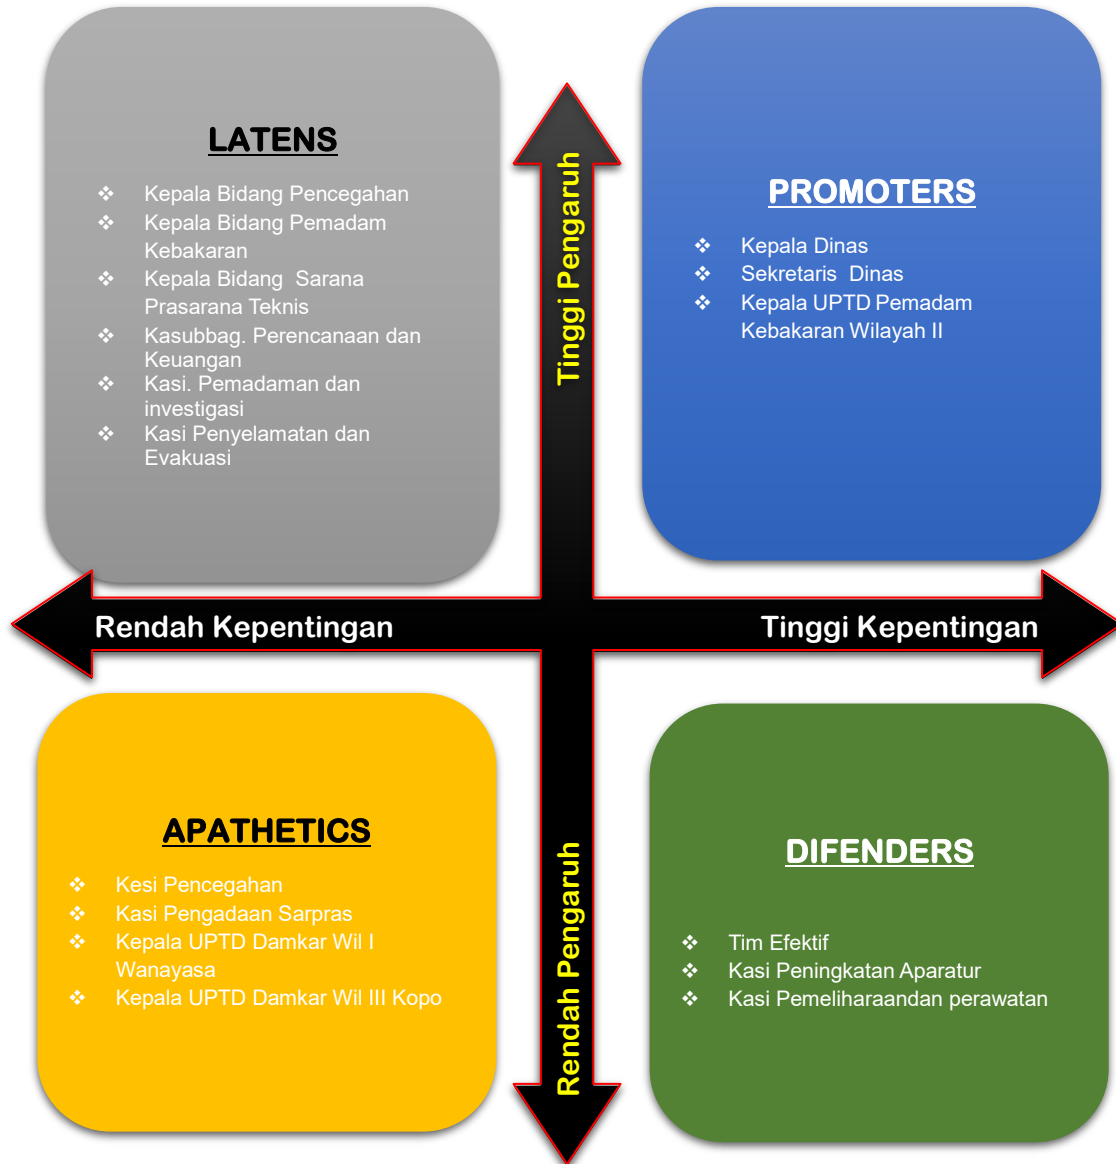 LATENS
❖ Kepala Bidang Pencegahan
❖ Kepala Bidang Pemadam
Kebakaran
❖ Kepala Bidang  Sarana
Prasarana Teknis
❖ Kasubbag. Perencanaan dan
Keuangan
❖ Kasi. Pemadaman dan
investigasi
❖ Kasi Penyelamatan dan
Evakuasi
Tinggi Pengaruh
PROMOTERS
❖ Kepala Dinas
❖ Sekretaris  Dinas
❖ Kepala UPTD Pemadam
Kebakaran Wilayah II
Rendah Kepentingan
Tinggi Kepentingan
APATHETICS
❖ Kesi Pencegahan
❖ Kasi Pengadaan Sarpras
❖ Kepala UPTD Damkar Wil I
Wanayasa
❖ Kepala UPTD Damkar Wil III Kopo
Rendah Pengaruh
DIFENDERS
❖ Tim Efektif
❖ Kasi Peningkatan Aparatur
❖ Kasi Pemeliharaandan perawatan